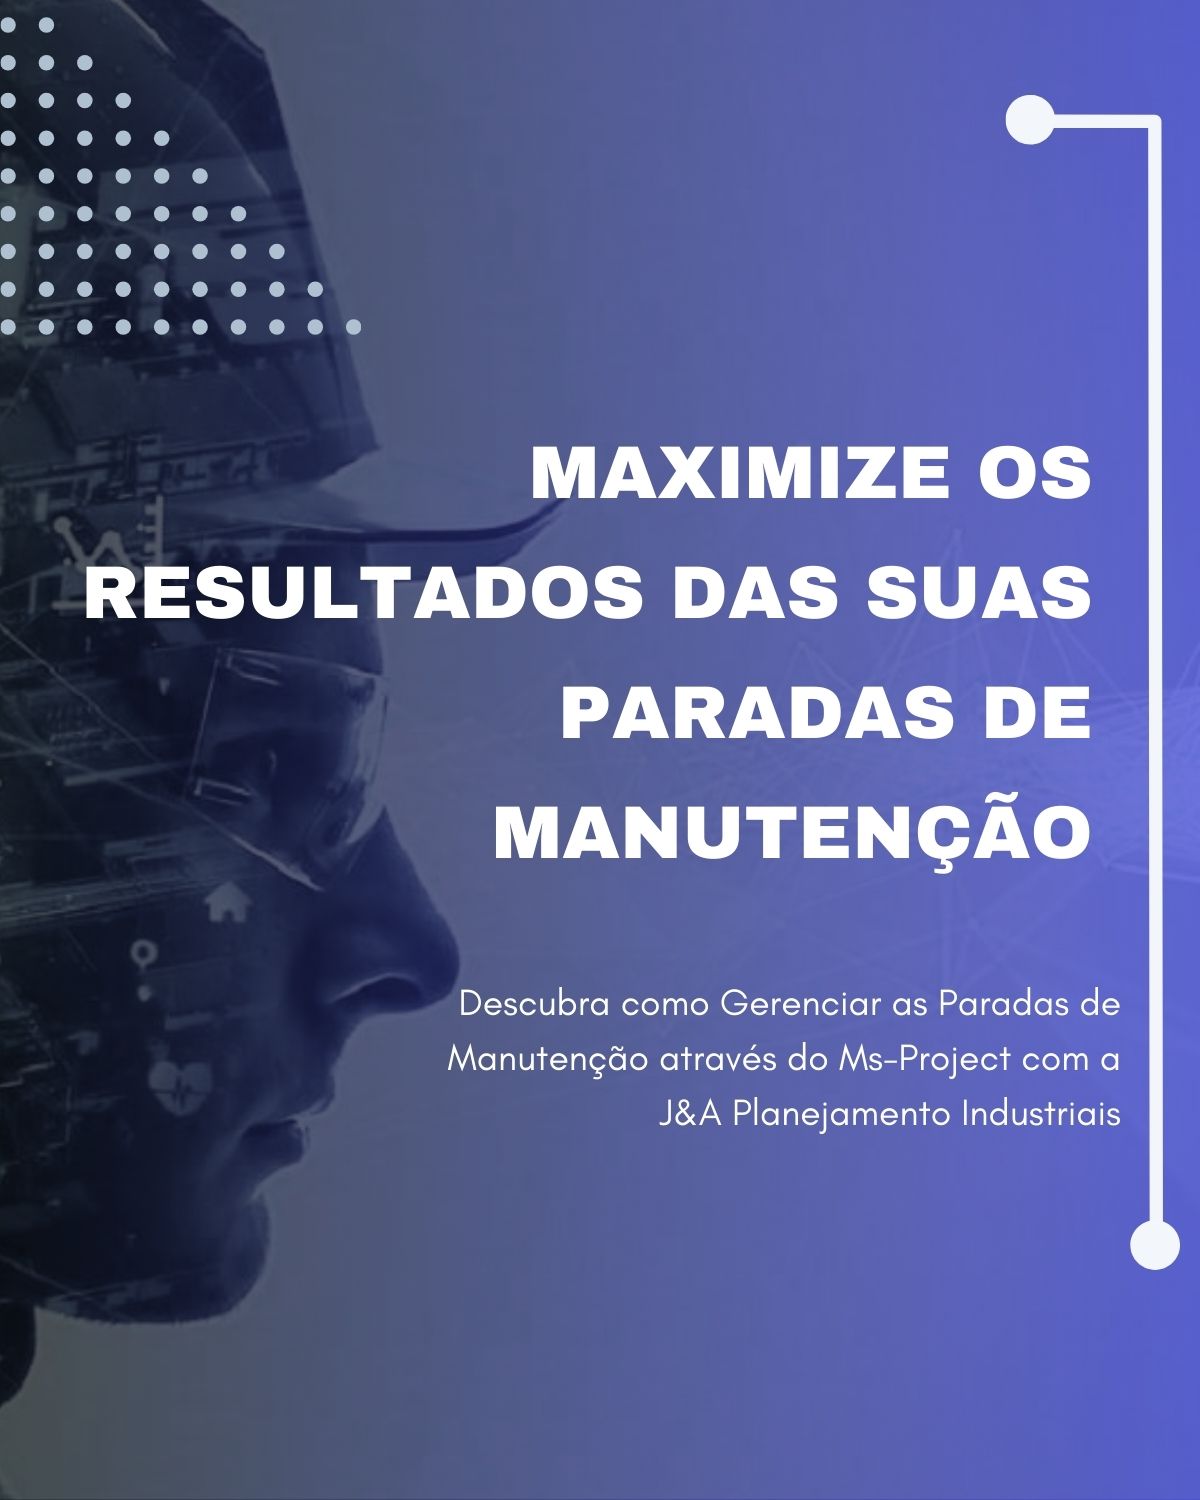 MAXIMIZE OS
RESULTADOS DAS SUAS
PARADAS DE
MANUTENÇÃO
Descubra como Gerenciar as Paradas de
Manutenção através do Ms-Project com a
J&A Planejamento Industriais